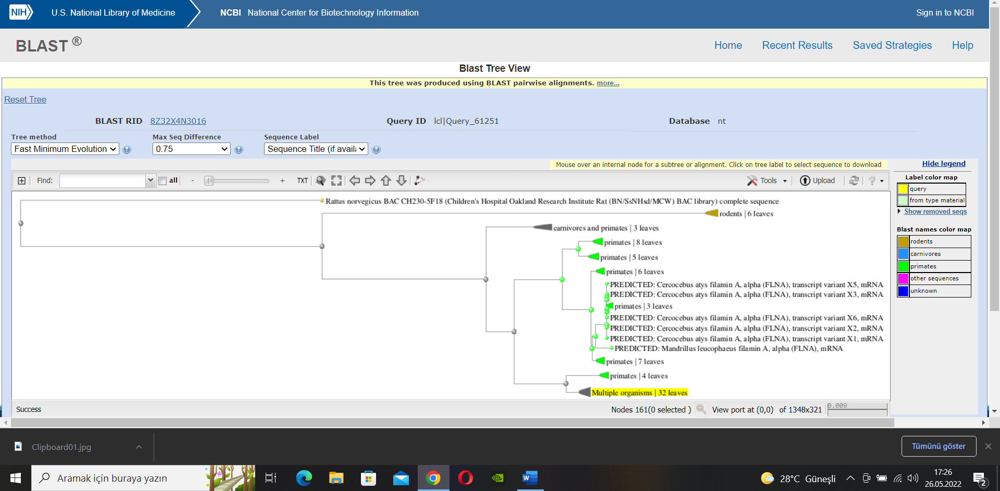 NIH U.S. National Library of Medicine NCBI National Center for Biotechnology Information Sign in to NCBI
BLAST ® Home Recent Results Saved Strategies Help
Blast Tree View
This tree was produced using BLAST pairwise alignments. more...
Reset Tree
BLAST RID 8Z32X4N3016 Query ID lcl|Query_61251 Database nt
Tree method Max Seq Difference Sequence Label
Fast Minimum Evolution 0.75 Sequence Title (if availa
Mouse over an internal node for a subtree or alignment. Click on tree label to select sequence to download
Hide legend
Find: all - + TXT Tools Upload ?
Label color map
query
from type material
Show removed seqs
Blast names color map
rodents
carnivores
primates
other sequences
unknown
Rattus norvegicus BAC CH230-5F18 (Children's Hospital Oakland Research Institute Rat (BN/SsNHsd/MCW) BAC library) complete sequence
rodents | 6 leaves
carnivores and primates | 3 leaves
primates | 8 leaves
primates | 5 leaves
primates | 6 leaves
PREDICTED: Cercocebus atys filamin A, alpha (FLNA), transcript variant X5, mRNA
PREDICTED: Cercocebus atys filamin A, alpha (FLNA), transcript variant X3, mRNA
primates | 3 leaves
PREDICTED: Cercocebus atys filamin A, alpha (FLNA), transcript variant X6, mRNA
PREDICTED: Cercocebus atys filamin A, alpha (FLNA), transcript variant X2, mRNA
PREDICTED: Cercocebus atys filamin A, alpha (FLNA), transcript variant X1, mRNA
PREDICTED: Mandrillus leucophaeus filamin A, alpha (FLNA), mRNA
primates | 7 leaves
primates | 4 leaves
Multiple organisms | 32 leaves
Success Nodes 161(0 selected ) View port at (0,0) of 1348x321 0.009
Clipboard01.jpg Tümünü göster
Aramak için buraya yazın 28°C Güneşli 17:26
26.05.2022 2